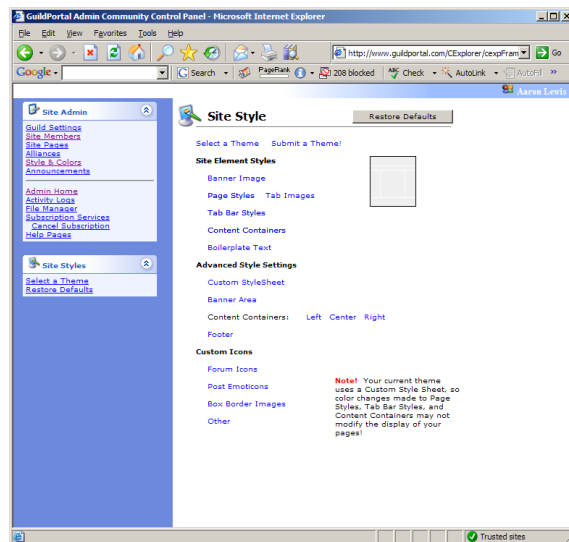 GuildPortal Admin Community Control Panel - Microsoft Internet Explorer
File Edit View Favorites Tools Help
http://www.guildportal.com/CExplorer/cexpFram Go
Google Search PageRank 208 blocked ABC Check AutoLink AutoFill
Aaron Lewis
Site Admin
Guild Settings
Site Members
Site Pages
Alliances
Style & Colors
Announcements
Admin Home
Activity Logs
File Manager
Subscription Services
Cancel Subscription
Help Pages
Site Styles
Select a Theme
Restore Defaults
Site Style Restore Defaults
Select a Theme Submit a Theme!
Site Element Styles
Banner Image
Page Styles Tab Images
Tab Bar Styles
Content Containers
Boilerplate Text
Advanced Style Settings
Custom StyleSheet
Banner Area
Content Containers: Left Center Right
Footer
Custom Icons
Forum Icons
Post Emoticons
Box Border Images
Other
Note! Your current theme
uses a Custom Style Sheet, so
color changes made to Page
Styles, Tab Bar Styles, and
Content Containers may not
modify the display of your
pages!
Trusted sites